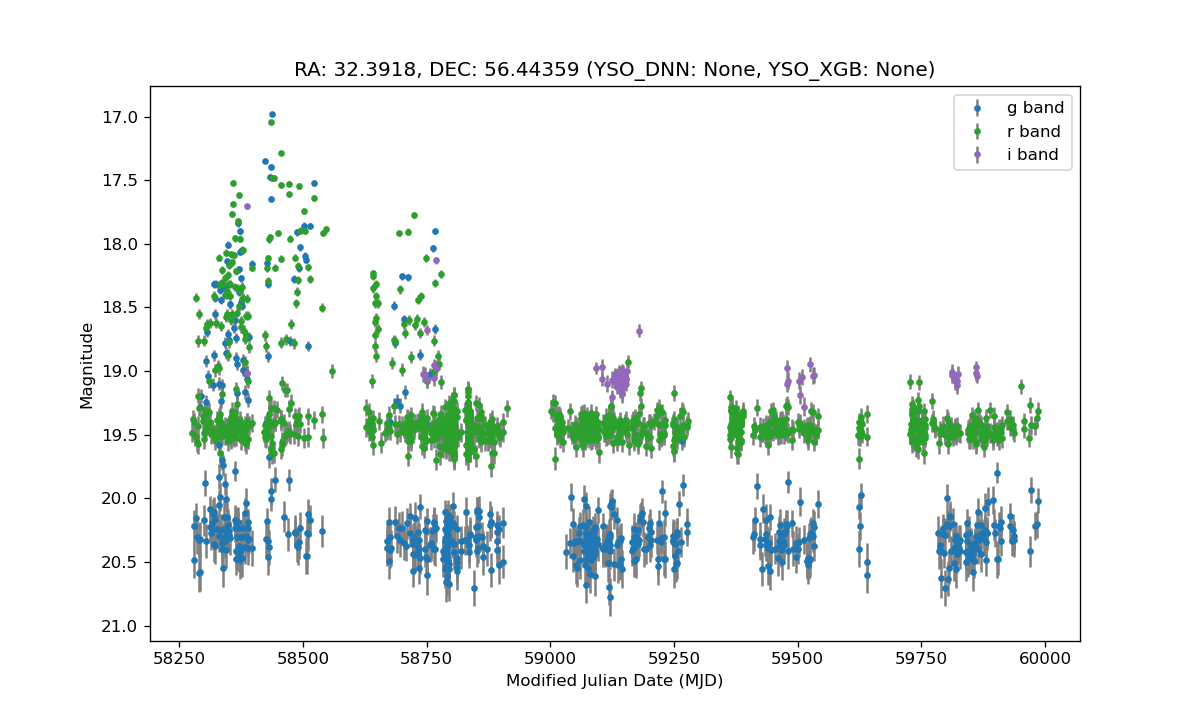 RA: 32.3918, DEC: 56.44359 (YSO_DNN: None, YSO_XGB: None)
g band
r band
i band
17.0
17.5
18.0
18.5
19.0
19.5
20.0
20.5
21.0
Magnitude
58250 58500 58750 59000 59250 59500 59750 60000
Modified Julian Date (MJD)